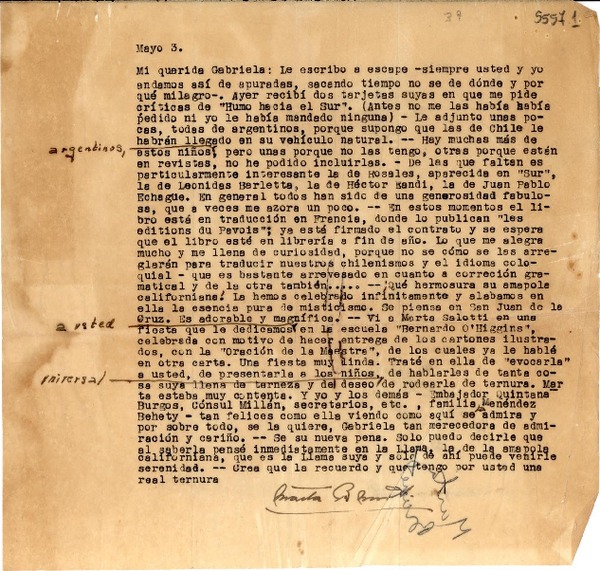 39
5557 1
Mayo 3.
Mi querida Gabriela: Le escribo a escape -siempre usted y yo
andamos así de apuradas, sacando tiempo no se de dónde y por
qué milagro-. Ayer recibí dos tarjetas suyas en que me pide
críticas de "Humo hacia el Sur". (Antes no me las había había
pedido ni yo le había mandado ninguna) - Le adjunto unas po-
cas, todas de argentinos, porque supongo que las de Chile le
habrán llegado en su vehículo natural. -- Hay muchas más de
argentinos, estos niños, pero unas porque no las tengo, otras porque estén
en revistas, no he podido incluirlas. - De las que faltan es
particularmente interesante la de Rosales, aparecida en "Sur",
la de Leonidas Barletta, la de Héctor Eandi, la de Juan Pablo
Echague. En general todos han sido de una generosidad fabulo-
sa, que a veces me azora un poco. -- En estos momentos el li-
bro está en traducción en Francia, donde lo publican "les
editions du Pavois"; ya está firmado el contrato y se espera
que el libro esté en librería a fin de año. Lo que me alegra
mucho y me llena de curiosidad, porque no se cómo se las arre-
glarán para traducir nuestros chilenismos y el idioma colo-
quial - que es bastante arrevesado en cuanto a correción gra-
matical y de la otra también.... -- ¡Qué hermosura su amapola
californiana! La hemos celebrado infinitamente y alabamos en
ella la esencia pura de misticismo. Se piensa en San Juan de la
Cruz. Es adorable y magnífica. -- Vi a Marta Salotti en una
a usted fiesta que le dedicamos en la escuela "Bernardo O'Higgins",
celebrada con motivo de hacer entrega de los cartones ilustra-
dos, con la "Oración de la Maestra", de los cuales ya le hablé
en otra carta. Una fiesta muy linda. Traté en ella de "evocarla"
a usted, de presentarla a los niños, de hablarles de tanta co-
sa suya llena de terneza y del deseo de rodearla de ternura. Mar
ta estaba muy contenta. Y yo y los demás - Embajador Quintana
Burgos, Cónsul Millán, secretarios, etc., familia Menéndez
Behety - tan felices como ella viendo como aquí se admira y
por sobre todo, se la quiere, Gabriela tan merecedora de admi-
ración y cariño. -- Se su nueva pena. Solo puedo decirle que
al saberla pensé inmediatamente en la Llama, la de la amapola
californiana, que es la Llama suya y solo de ahí puede venirle
serenidad. -- Crea que la recuerdo y que tengo por usted una
real ternura